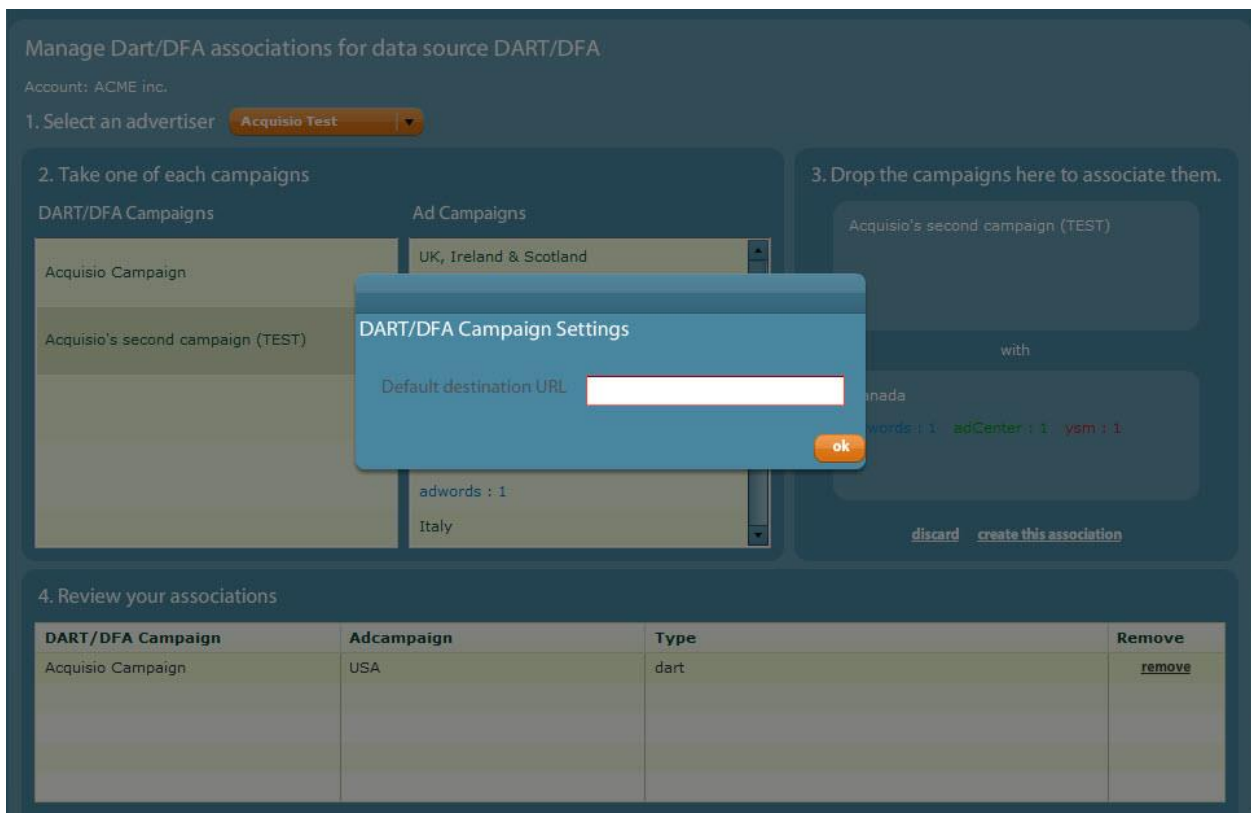 Manage Dart/DFA associations for data source DART/DFA
Account: ACME inc.
1. Select an advertiser Acquisio Test
2. Take one of each campaigns
DART/DFA Campaigns
Acquisio Campaign
Acquisio's second campaign (TEST)
Ad Campaigns
UK, Ireland & Scotland
adwords : 1
Italy
3. Drop the campaigns here to associate them.
Acquisio's second campaign (TEST)
with
anada
words : 1 adCenter : 1 ysm : 1
discard create this association
DART/DFA Campaign Settings
Default destination URL
ok
4. Review your associations
DART/DFA Campaign Adcampaign Type Remove
Acquisio Campaign USA dart remove